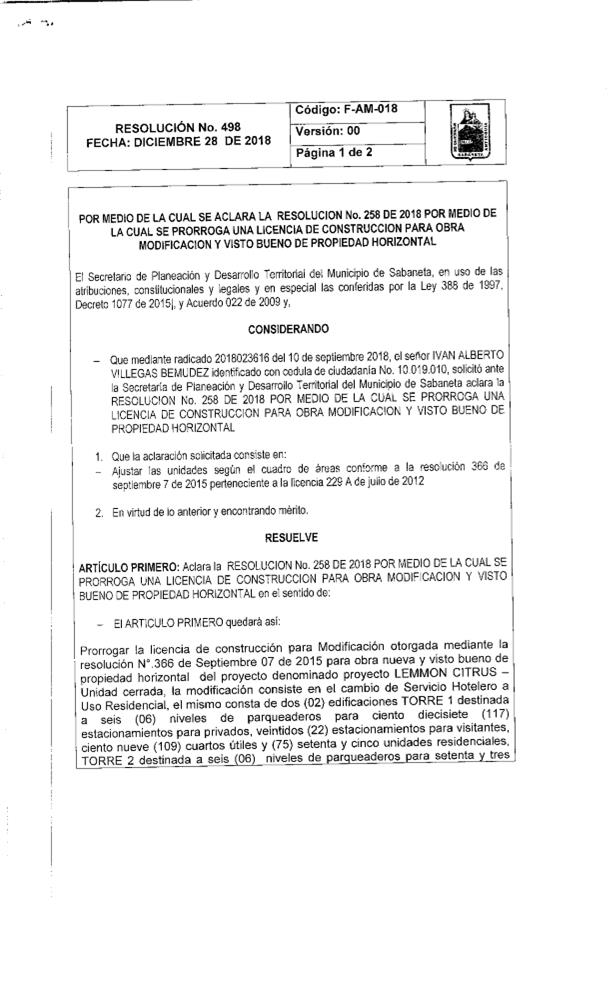 RESOLUCIÓN No. 498
FECHA: DICIEMBRE 28 DE 2018
Código: F-AM-018
Versión: 00
Página 1 de 2
SABANETA
POR MEDIO DE LA CUAL SE ACLARA LA RESOLUCION No. 258 DE 2018 POR MEDIO DE
LA CUAL SE PRORROGA UNA LICENCIA DE CONSTRUCCION PARA OBRA
MODIFICACION Y VISTO BUENO DE PROPIEDAD HORIZONTAL
El Secretario de Planeación y Desarrollo Territorial del Municipio de Sabaneta, en uso de las
atribuciones, constitucionales y legales y en especial las conferidas por la Ley 388 de 1997,
Decreto 1077 de 2015j, y Acuerdo 022 de 2009 y,
CONSIDERANDO
– Que mediante radicado 2018023616 del 10 de septiembre 2018, el señor IVAN ALBERTO
VILLEGAS BEMUDEZ identificado con cedula de ciudadanía No. 10.019.010, solicitó ante
la Secretaría de Planeación y Desarrollo Territorial del Municipio de Sabaneta aclara la
RESOLUCION No. 258 DE 2018 POR MEDIO DE LA CUAL SE PRORROGA UNA
LICENCIA DE CONSTRUCCION PARA OBRA MODIFICACION Y VISTO BUENO DE
PROPIEDAD HORIZONTAL
1. Que la aclaración solicitada consiste en:
– Ajustar las unidades según el cuadro de áreas conforme a la resolución 366 de
septiembre 7 de 2015 perteneciente a la licencia 229 A de julio de 2012
2. En virtud de lo anterior y encontrando mérito.
RESUELVE
ARTÍCULO PRIMERO: Aclara la RESOLUCION No. 258 DE 2018 POR MEDIO DE LA CUAL SE
PRORROGA UNA LICENCIA DE CONSTRUCCION PARA OBRA MODIFICACION Y VISTO
BUENO DE PROPIEDAD HORIZONTAL en el sentido de:
– El ARTICULO PRIMERO quedará así:
Prorrogar la licencia de construcción para Modificación otorgada mediante la
resolución N°.366 de Septiembre 07 de 2015 para obra nueva y visto bueno de
propiedad horizontal del proyecto denominado proyecto LEMMON CITRUS –
Unidad cerrada, la modificación consiste en el cambio de Servicio Hotelero a
Uso Residencial, el mismo consta de dos (02) edificaciones TORRE 1 destinada
a seis (06) niveles de parqueaderos para ciento diecisiete (117)
estacionamientos para privados, veintidos (22) estacionamientos para visitantes,
ciento nueve (109) cuartos útiles y (75) setenta y cinco unidades residenciales,
TORRE 2 destinada a seis (06) niveles de parqueaderos para setenta y tres